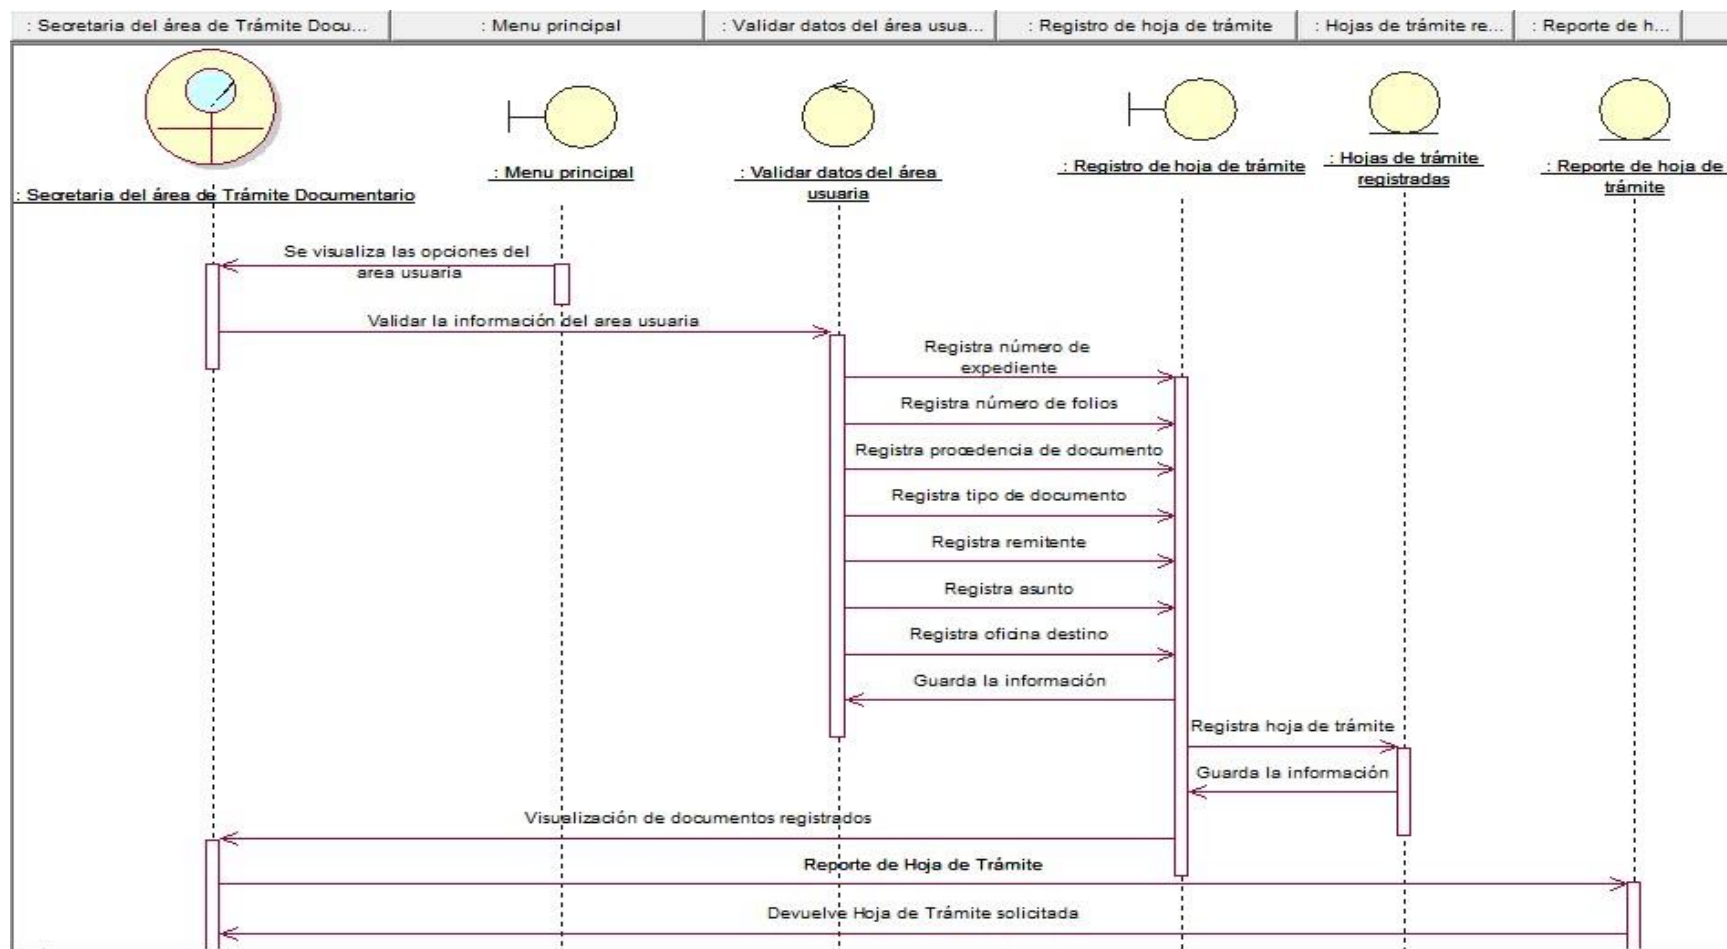 : Secretaria del área de Trámite Docu...
: Menu principal
: Validar datos del área usua...
: Registro de hoja de trámite
: Hojas de trámite re...
: Reporte de h...
: Secretaria del área de Trámite Documentario
: Menu principal
: Validar datos del área
usuaria
: Registro de hoja de trámite
: Hojas de trámite
registradas
: Reporte de hoja de
trámite
Se visualiza las opciones del
area usuaria
Validar la información del area usuaria
Registra número de
expediente
Registra número de folios
Registra procedencia de documento
Registra tipo de documento
Registra remitente
Registra asunto
Registra oficina destino
Guarda la información
Registra hoja de trámite
Guarda la información
Visualización de documentos registrados
Reporte de Hoja de Trámite
Devuelve Hoja de Trámite solicitada